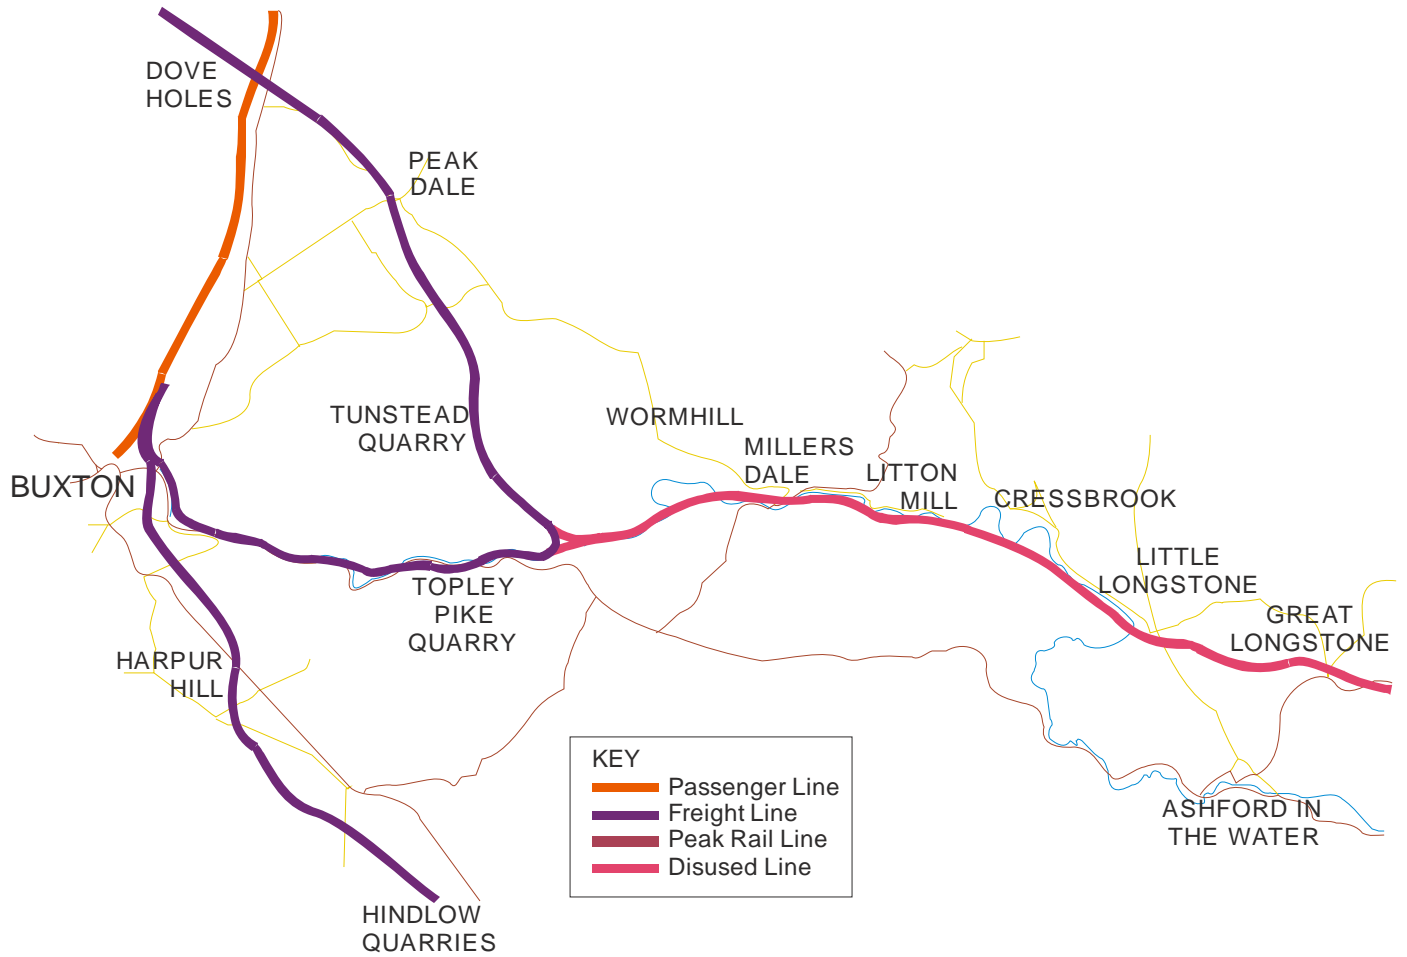 DOVE
HOLES
PEAK
DALE
TUNSTEAD
QUARRY
WORMHILL
MILLERS
DALE
LITTON
MILL
CRESSBROOK
BUXTON
LITTLE
LONGSTONE
TOPLEY
PIKE
QUARRY
GREAT
LONGSTONE
HARPUR
HILL
KEY
Passenger Line
Freight Line
Peak Rail Line
Disused Line
ASHFORD IN
THE WATER
HINDLOW
QUARRIES